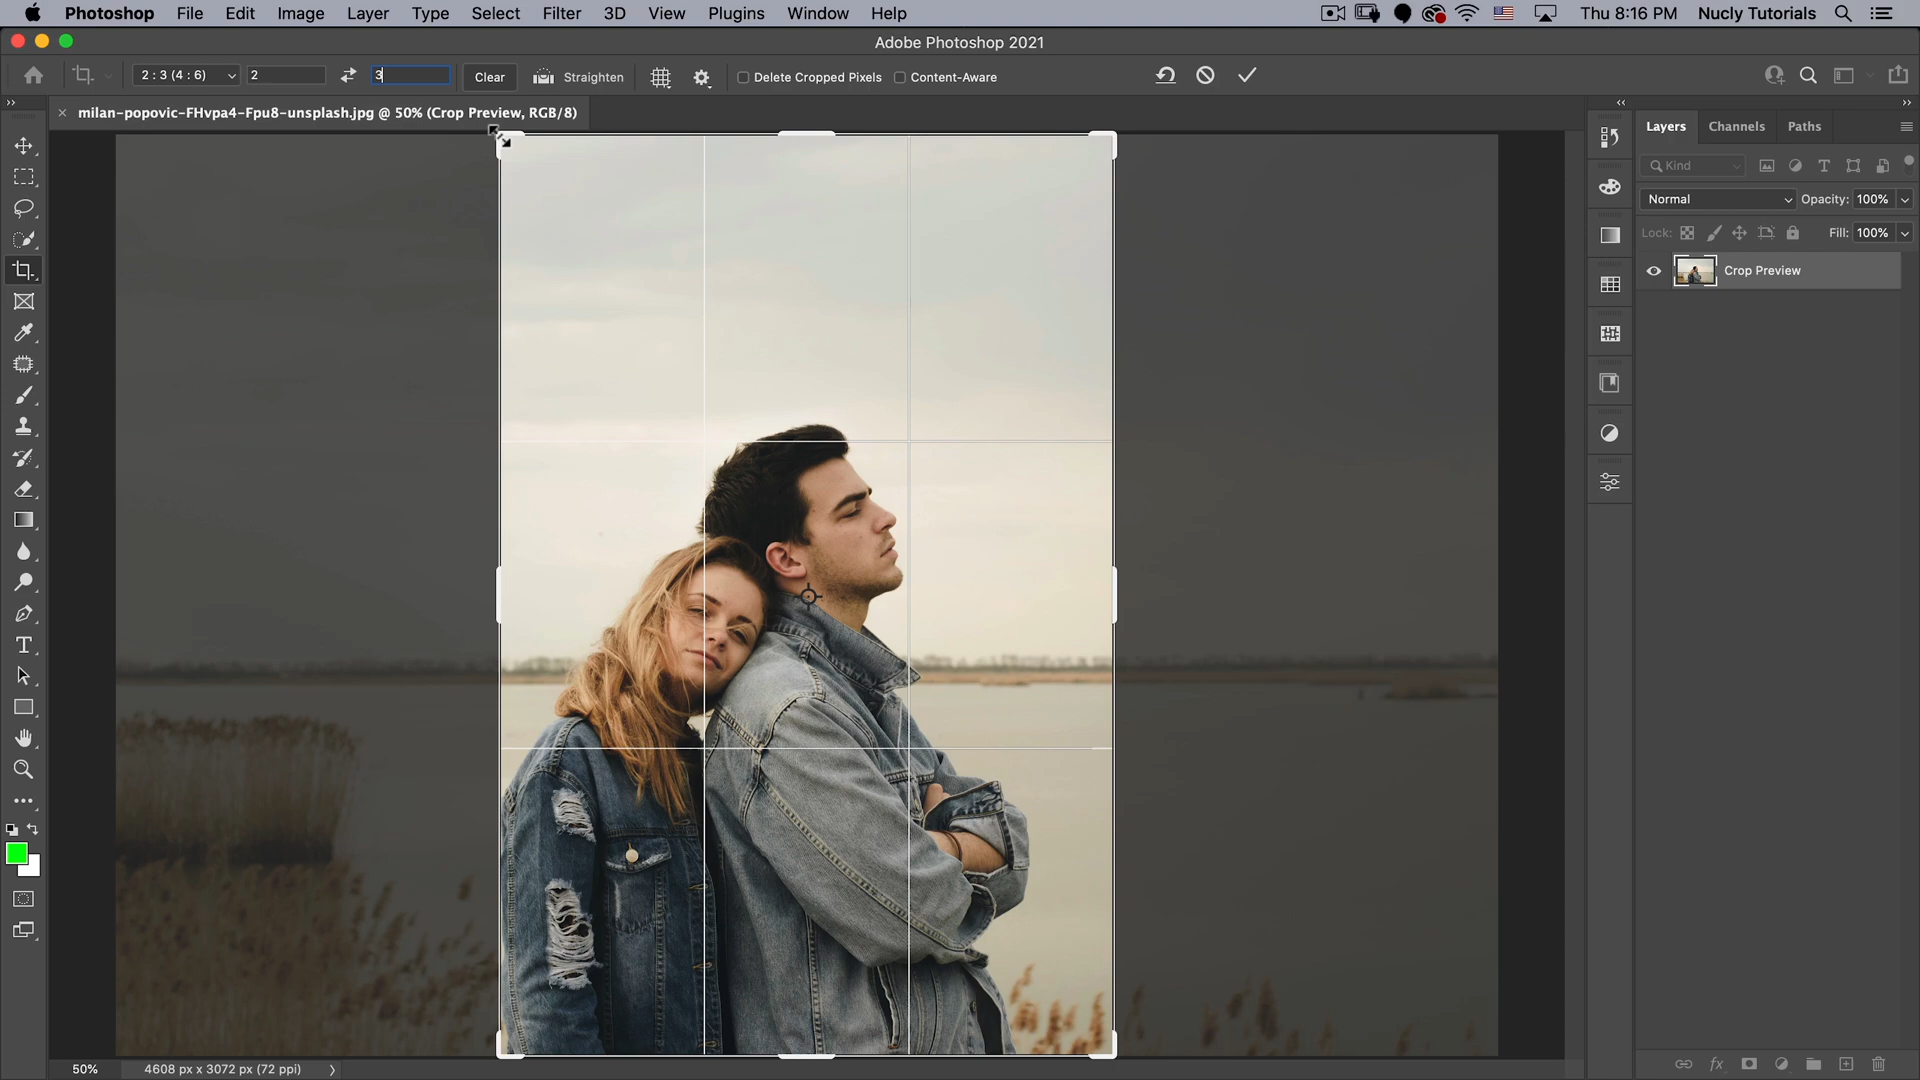 Photoshop File Edit Image Layer Type Select Filter 3D View Plugins Window Help Thu 8:16 PM Nucly Tutorials
Adobe Photoshop 2021
2 : 3 (4 : 6) 2 3 Clear Straighten Delete Cropped Pixels Content-Aware
milan-popovic-FHvpa4-Fpu8-unsplash.jpg @ 50% (Crop Preview, RGB/8)
Layers Channels Paths
Kind
Normal Opacity: 100%
Lock: Fill: 100%
Crop Preview
50% 4608 px x 3072 px (72 ppi)